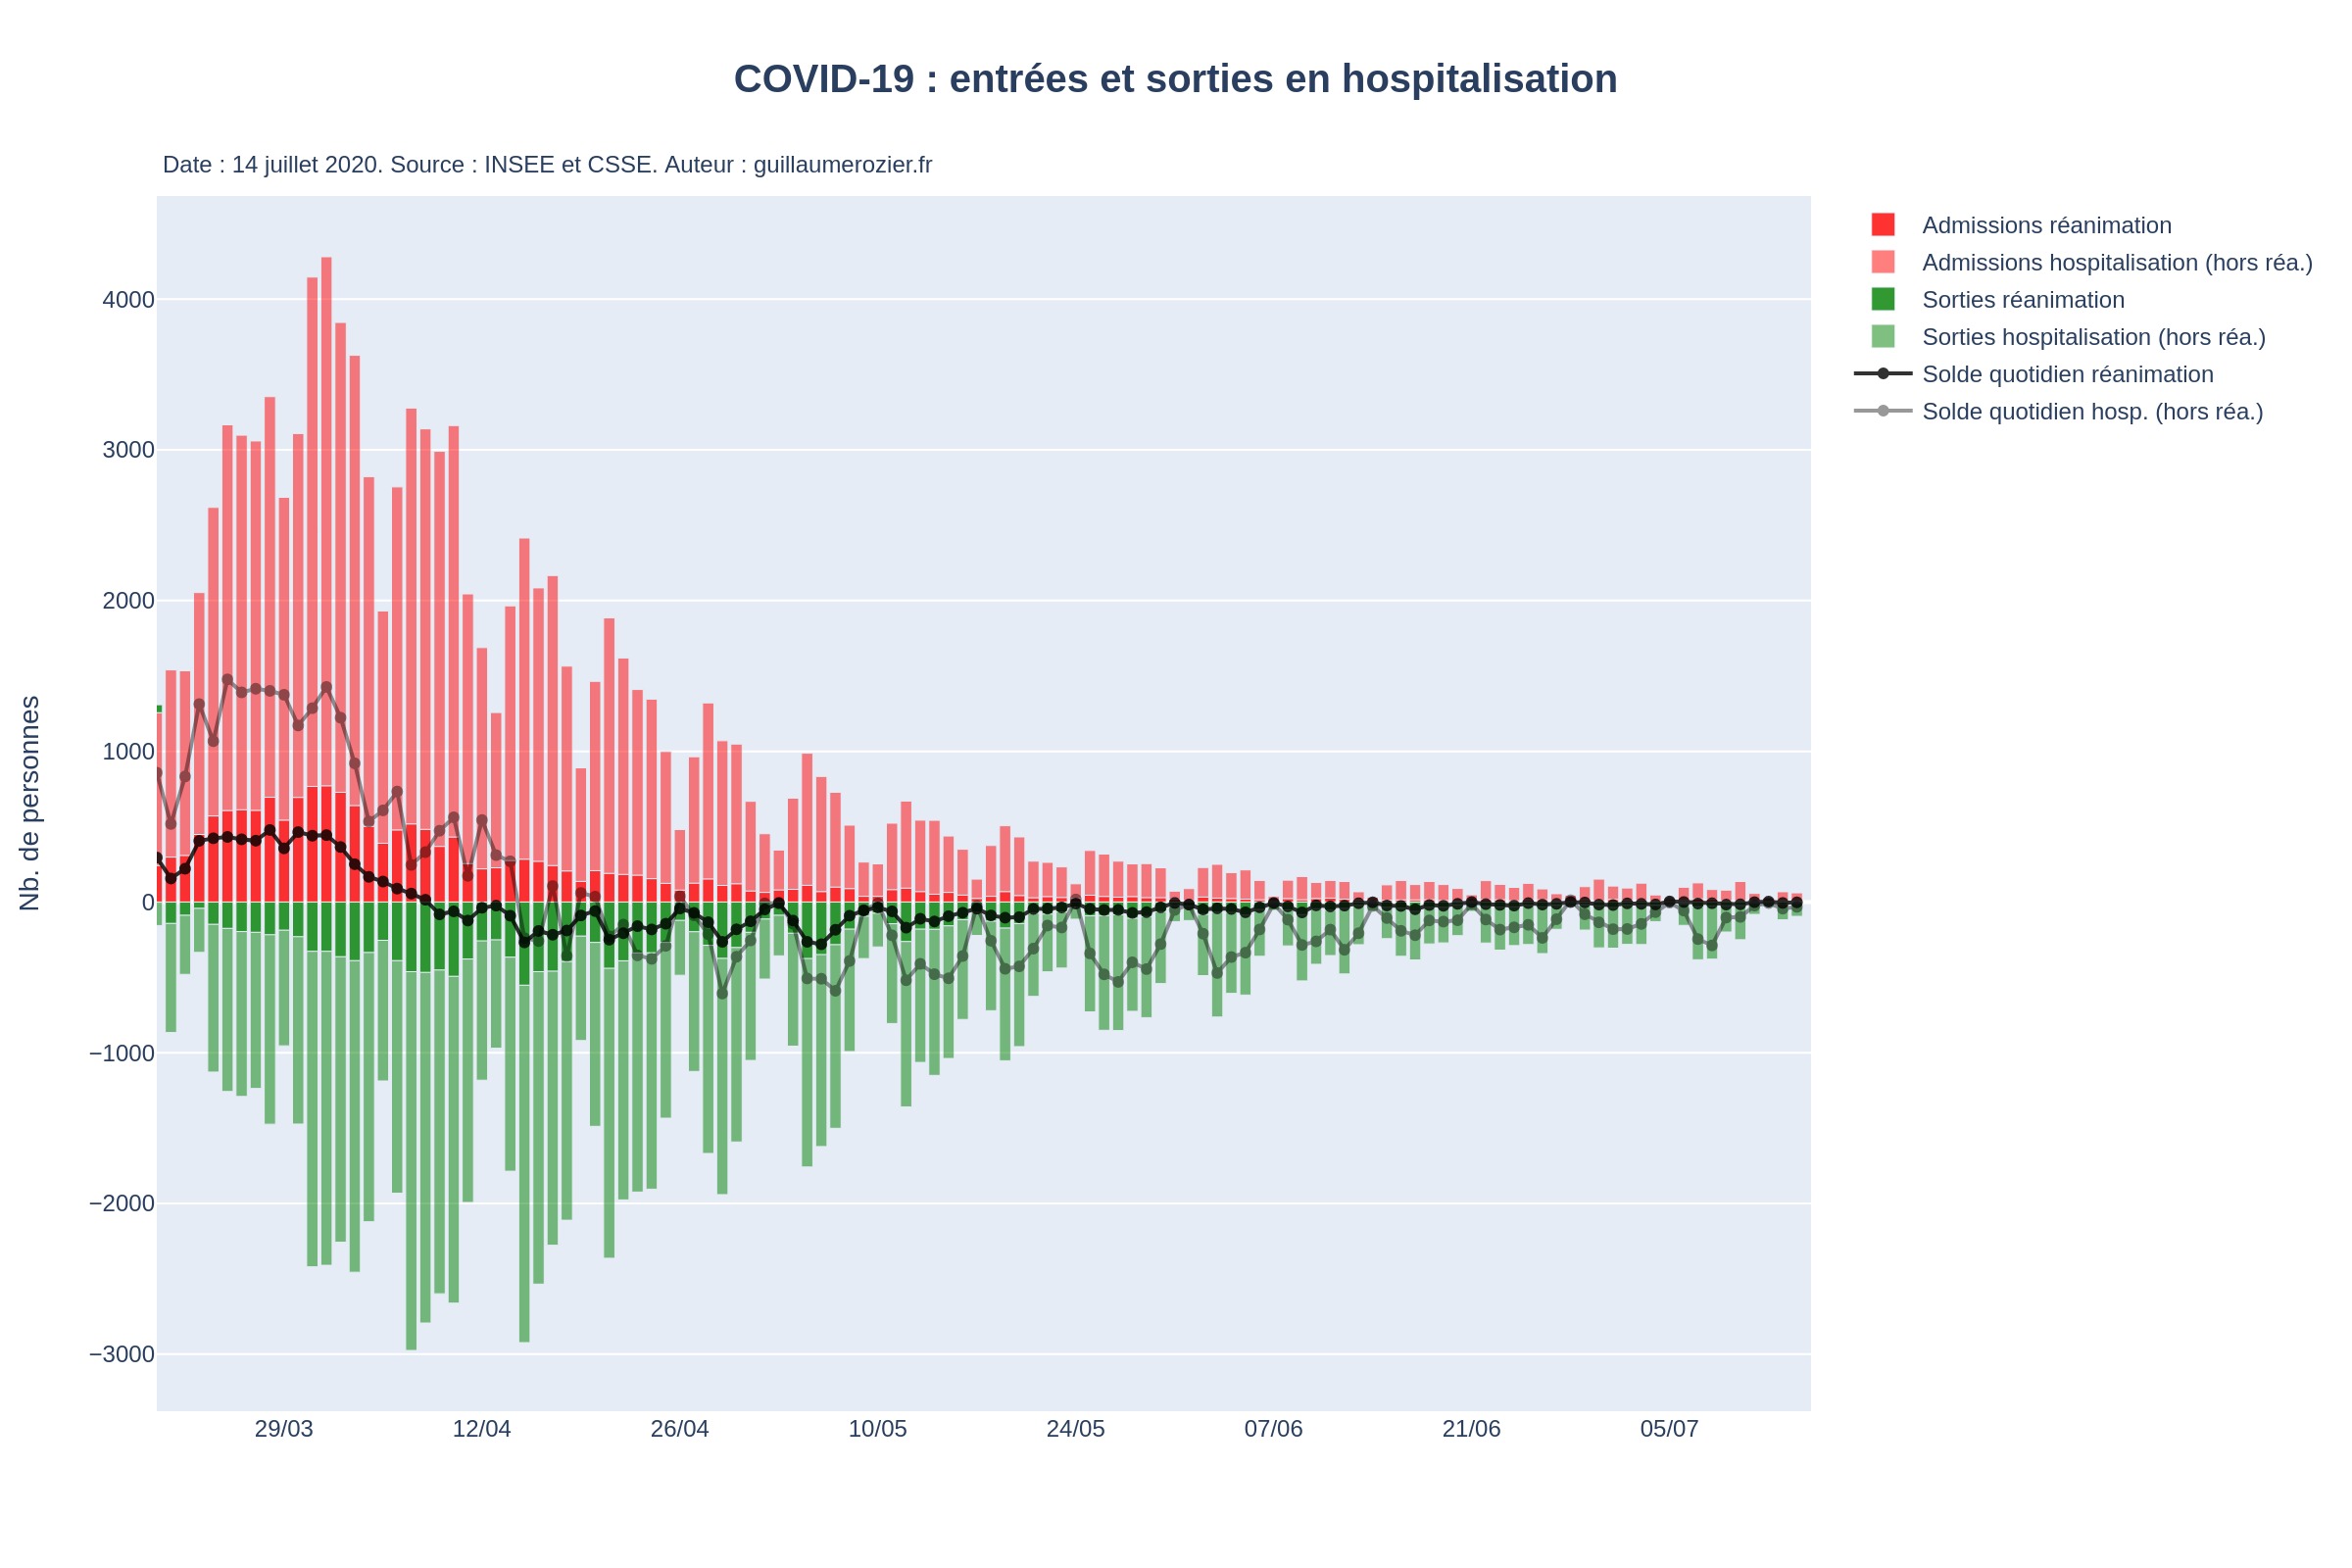 COVID-19 : entrées et sorties en hospitalisation
Date : 14 juillet 2020. Source : INSEE et CSSE. Auteur : guillaumerozier.fr
Admissions réanimation
Admissions hospitalisation (hors réa.)
Sorties réanimation
Sorties hospitalisation (hors réa.)
Solde quotidien réanimation
Solde quotidien hosp. (hors réa.)
Nb. de personnes
4000
3000
2000
1000
0
−1000
−2000
−3000
29/03 12/04 26/04 10/05 24/05 07/06 21/06 05/07